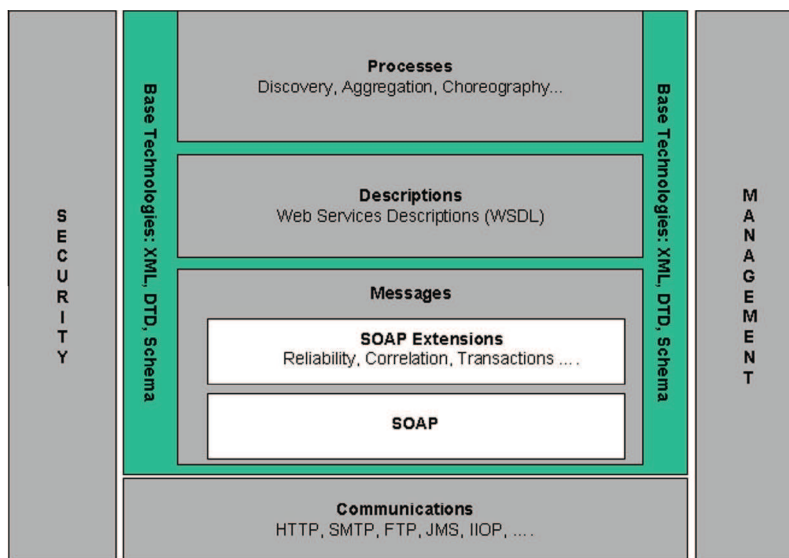 SECURITY
Base Technologies: XML, DTD, Schema
Processes
Discovery, Aggregation, Choreography...
Descriptions
Web Services Descriptions (WSDL)
Messages
SOAP Extensions
Reliability, Correlation, Transactions ... .
SOAP
Base Technologies: XML, DTD, Schema
MANAGEMENT
Communications
HTTP, SMTP, FTP, JMS, IIOP, ... .